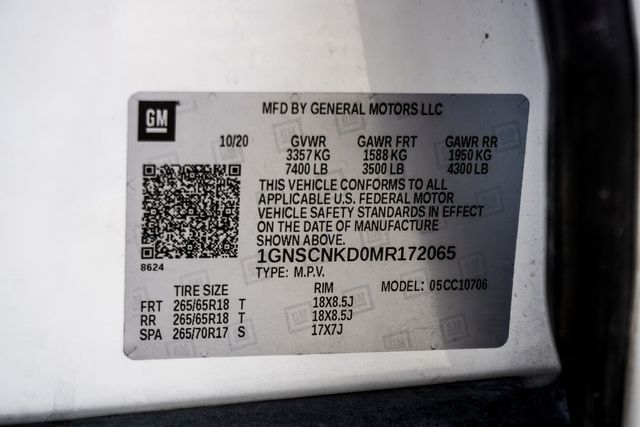 GM
MFD BY GENERAL MOTORS LLC
10/20 GVWR GAWR FRT GAWR RR
3357 KG 1588 KG 1950 KG
7400 LB 3500 LB 4300 LB
THIS VEHICLE CONFORMS TO ALL
APPLICABLE U.S. FEDERAL MOTOR
VEHICLE SAFETY STANDARDS IN EFFECT
ON THE DATE OF MANUFACTURE
SHOWN ABOVE.
8624
1GNSCNKD0MR172065
TYPE: M.P.V.
TIRE SIZE RIM MODEL: 05CC10706
FRT 265/65R18 T 18X8.5J
RR 265/65R18 T 18X8.5J
SPA 265/70R17 S 17X7J